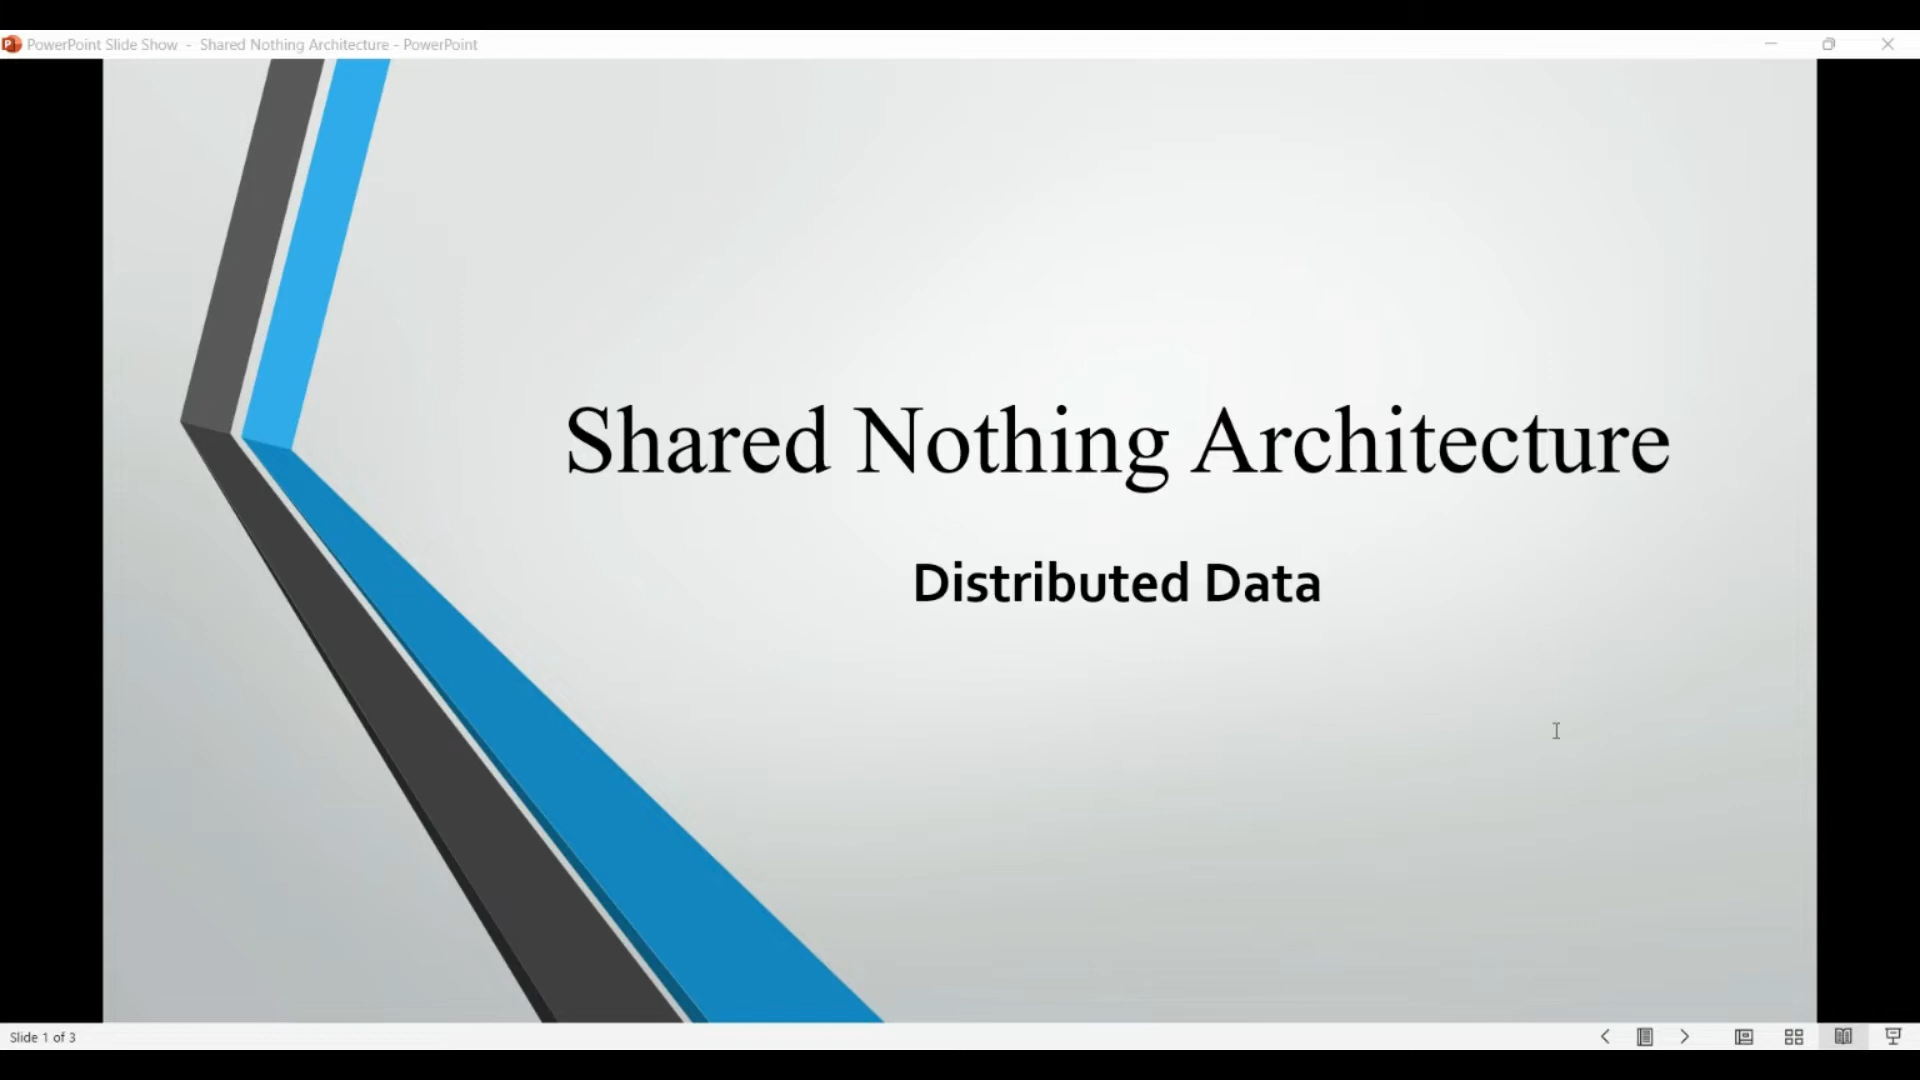 PowerPoint Slide Show - Shared Nothing Architecture - PowerPoint
Shared Nothing Architecture
Distributed Data
Slide 1 of 3